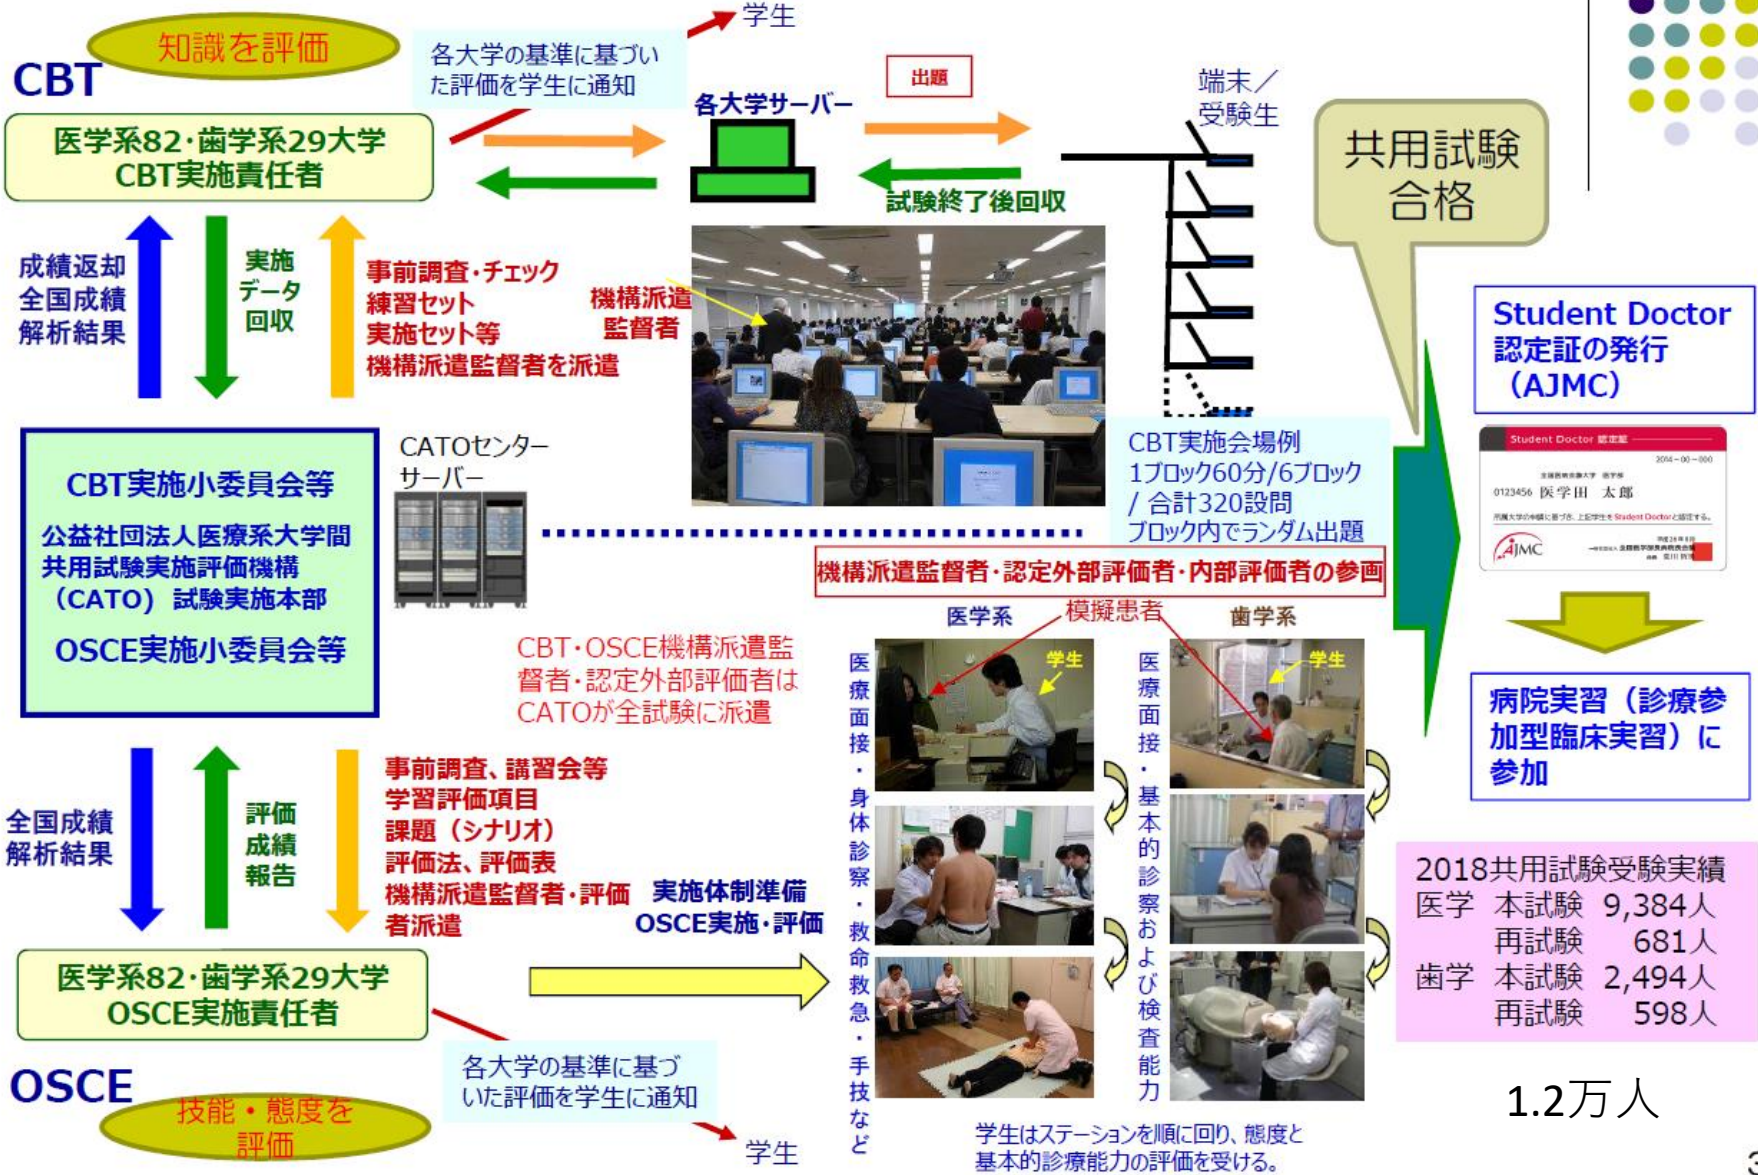 知識を評価
CBT
各大学の基準に基づい
た評価を学生に通知
学生
医学系82・歯学系29大学
CBT実施責任者
各大学サーバー
出題
試験終了後回収
端末／
受験生
共用試験
合格
成績返却
全国成績
解析結果
実施
データ
回収
事前調査・チェック
練習セット
実施セット等
機構派遣監督者を派遣
機構派遣
監督者
Student Doctor
認定証の発行
（AJMC）
CBT実施小委員会等
公益社団法人医療系大学間
共用試験実施評価機構
（CATO）試験実施本部
OSCE実施小委員会等
CATOセンター
サーバー
CBT実施会場例
1ブロック60分/6ブロック
/ 合計320設問
ブロック内でランダム出題
Student Doctor 認定証
2014-00-000
0123456 医学田 太郎
AJMC
機構派遣監督者・認定外部評価者・内部評価者の参画
医学系
模擬患者
歯学系
CBT・OSCE機構派遣監
督者・認定外部評価者は
CATOが全試験に派遣
学生
学生
医療面接・身体診察・救命救急・手技など
医療面接・基本的診察および検査能力
病院実習（診療参
加型臨床実習）に
参加
全国成績
解析結果
評価
成績
報告
事前調査、講習会等
学習評価項目
課題（シナリオ）
評価法、評価表
機構派遣監督者・評価
者派遣
実施体制準備
OSCE実施・評価
2018共用試験受験実績
医学 本試験 9,384人
再試験 681人
歯学 本試験 2,494人
再試験 598人
医学系82・歯学系29大学
OSCE実施責任者
OSCE
技能・態度を
評価
各大学の基準に基づ
いた評価を学生に通知
学生
学生はステーションを順に回り、態度と
基本的診療能力の評価を受ける。
1.2万人
3